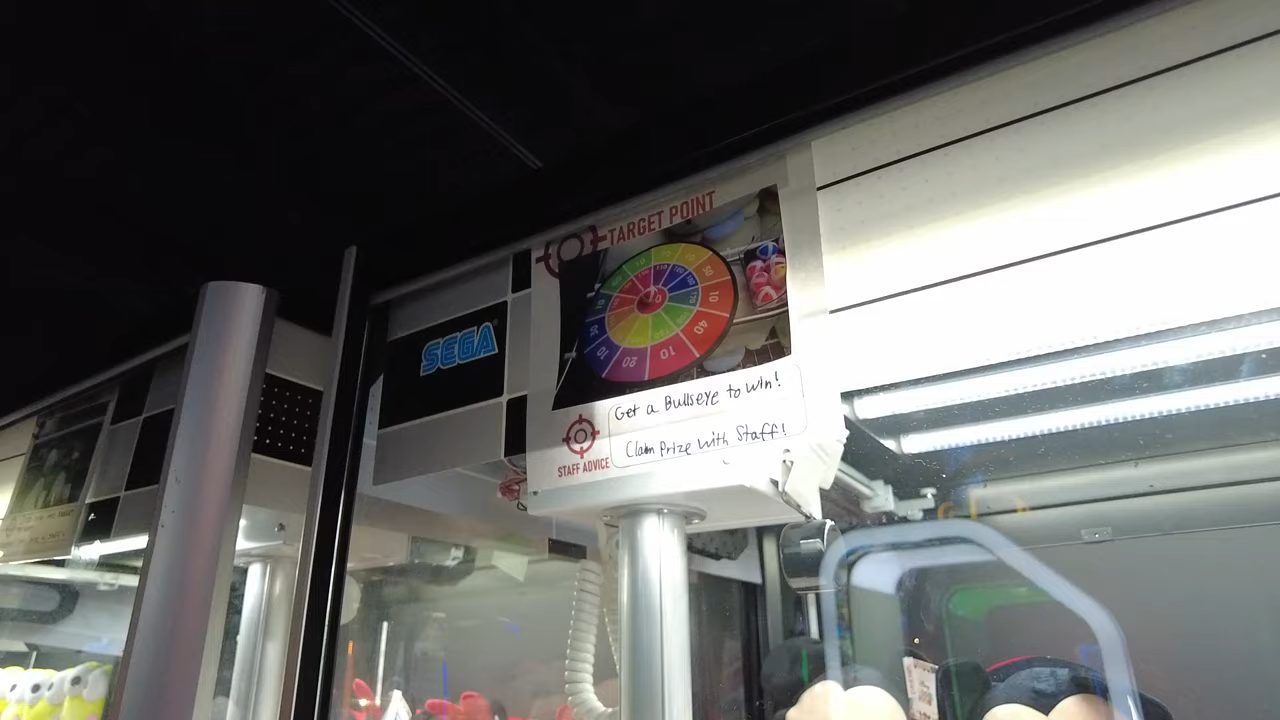 TARGET POINT
SEGA
Get a Bullseye to win!
Claim Prize with Staff!
STAFF ADVICE